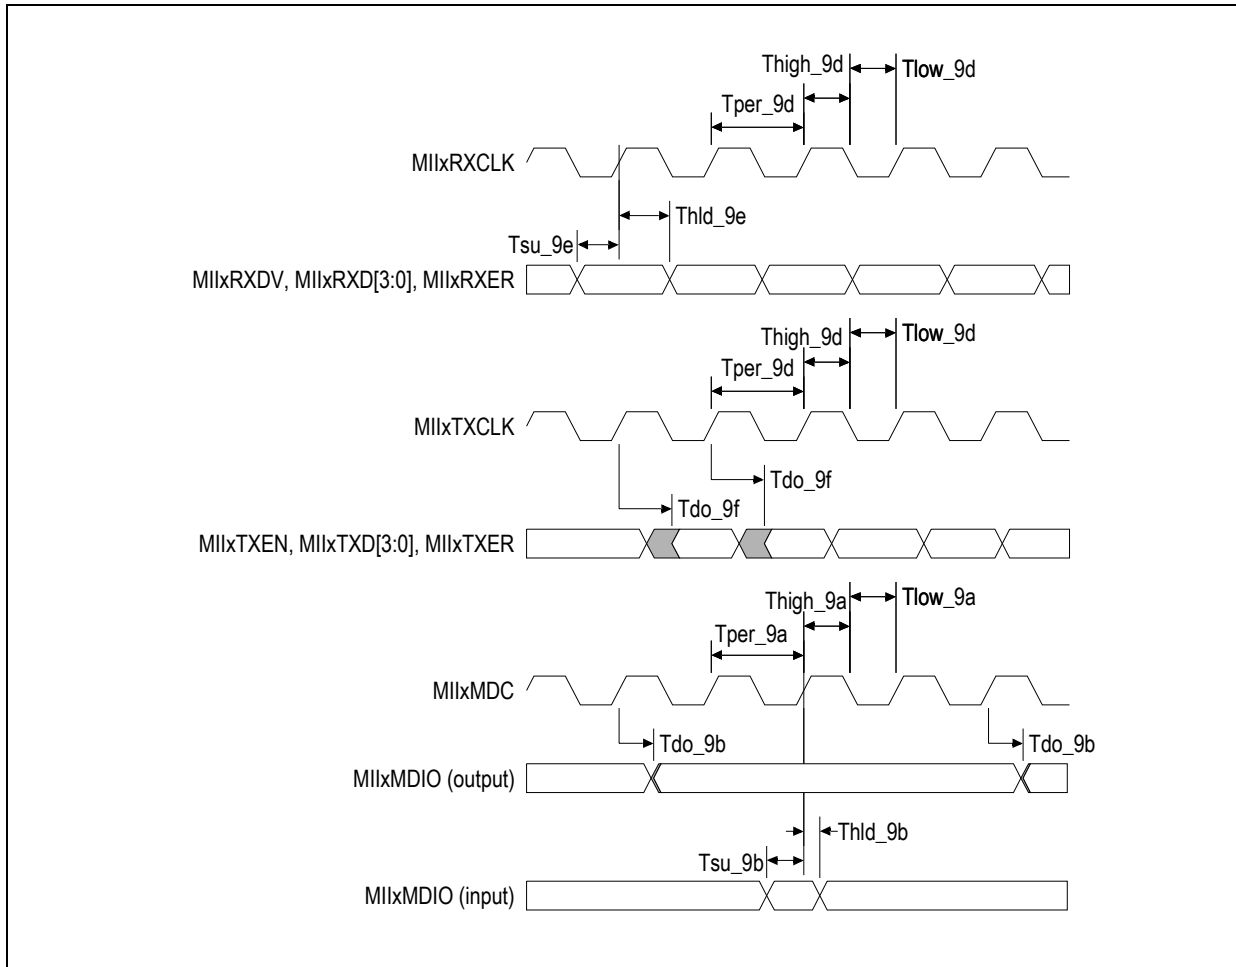 Thigh_9d
Tlow_9d
Tper_9d
MIIxRXCLK
Thld_9e
Tsu_9e
MIIxRXDV, MIIxRXD[3:0], MIIxRXER
Thigh_9d
Tlow_9d
Tper_9d
MIIxTXCLK
Tdo_9f
Tdo_9f
MIIxTXEN, MIIxTXD[3:0], MIIxTXER
Thigh_9a
Tlow_9a
Tper_9a
MIIxMDC
Tdo_9b
Tdo_9b
MIIxMDIO (output)
Thld_9b
Tsu_9b
MIIxMDIO (input)